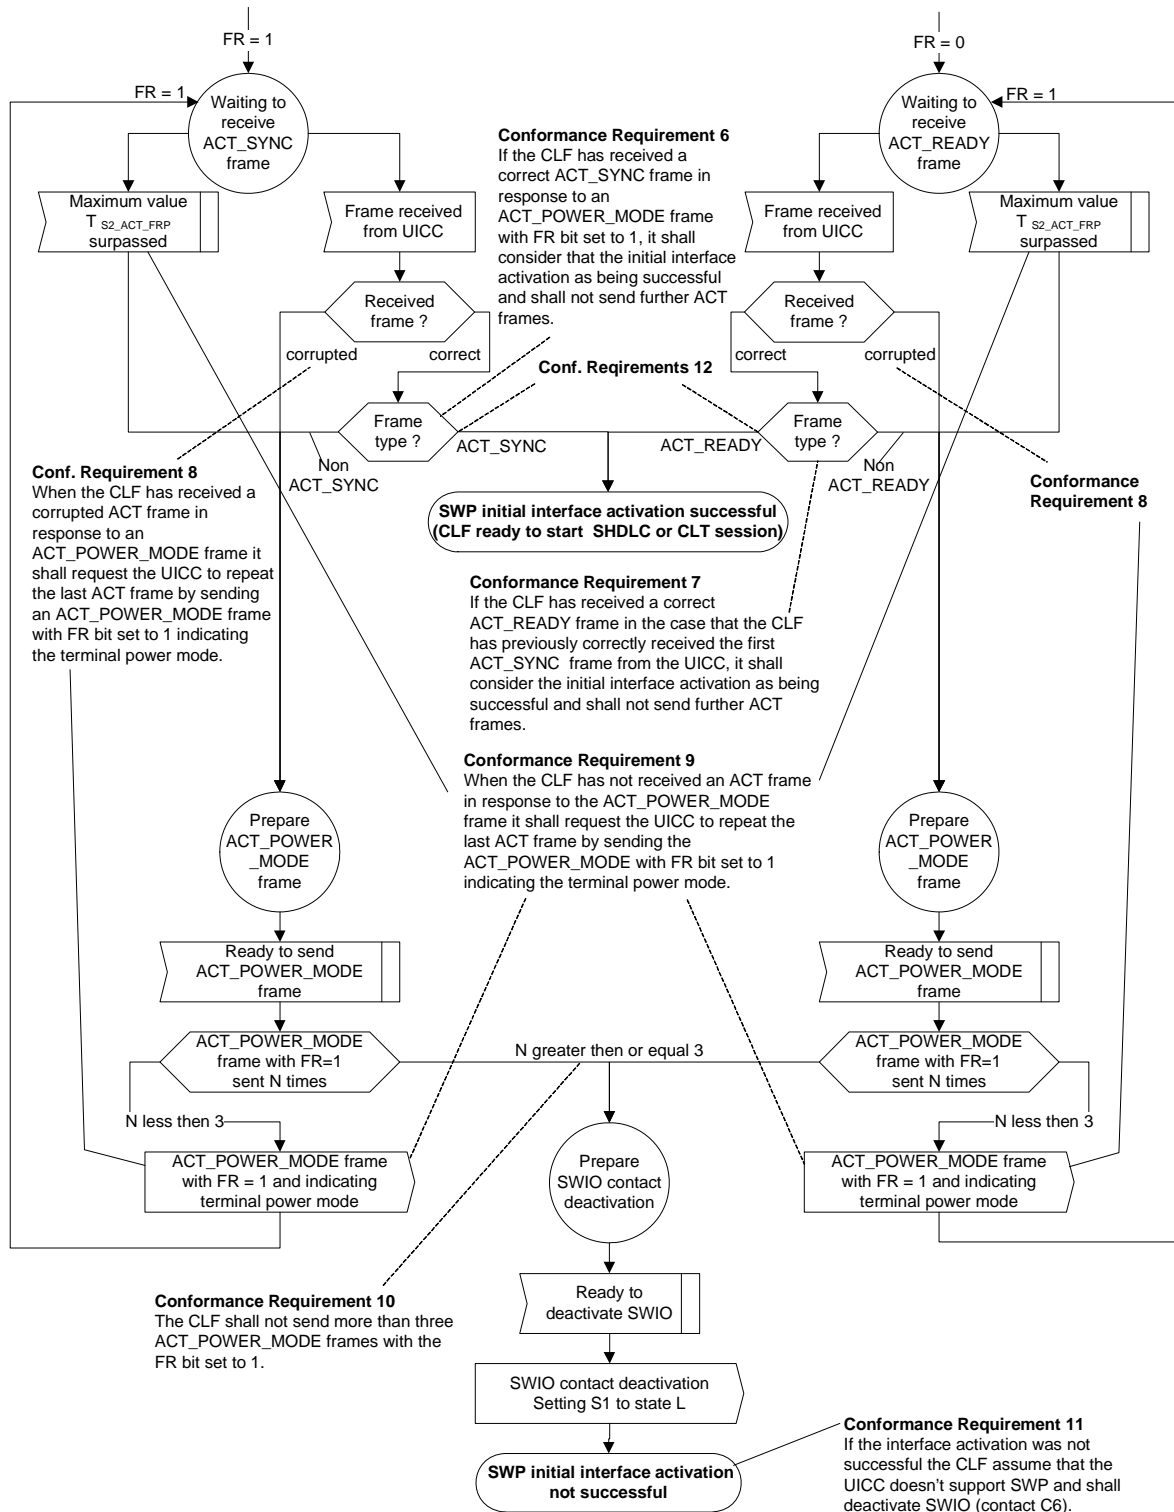 FR = 1
FR = 0
FR = 1
FR = 1
Waiting to
receive
ACT_SYNC
frame
Waiting to
receive
ACT_READY
frame
Conformance Requirement 6
If the CLF has received a
correct ACT_SYNC frame in
response to an
ACT_POWER_MODE frame
with FR bit set to 1, it shall
consider that the initial interface
activation as being successful
and shall not send further ACT
frames.
Maximum value
T S2_ACT_FRP
surpassed
Frame received
from UICC
Frame received
from UICC
Maximum value
T S2_ACT_FRP
surpassed
Received
frame ?
Received
frame ?
corrupted
correct
correct
corrupted
Conf. Reqirements 12
Frame
type ?
Frame
type ?
ACT_SYNC
ACT_READY
Non
ACT_SYNC
Non
ACT_READY
Conf. Requirement 8
When the CLF has received a
corrupted ACT frame in
response to an
ACT_POWER_MODE frame it
shall request the UICC to repeat
the last ACT frame by sending
an ACT_POWER_MODE frame
with FR bit set to 1 indicating
the terminal power mode.
Conformance
Requirement 8
SWP initial interface activation successful
(CLF ready to start SHDLC or CLT session)
Conformance Requirement 7
If the CLF has received a correct
ACT_READY frame in the case that the CLF
has previously correctly received the first
ACT_SYNC frame from the UICC, it shall
consider the initial interface activation as being
successful and shall not send further ACT
frames.
Conformance Requirement 9
When the CLF has not received an ACT frame
in response to the ACT_POWER_MODE
frame it shall request the UICC to repeat the
last ACT frame by sending the
ACT_POWER_MODE with FR bit set to 1
indicating the terminal power mode.
Prepare
ACT_POWER
_MODE
frame
Prepare
ACT_POWER
_MODE
frame
Ready to send
ACT_POWER_MODE
frame
Ready to send
ACT_POWER_MODE
frame
ACT_POWER_MODE
frame with FR=1
sent N times
N greater then or equal 3
ACT_POWER_MODE
frame with FR=1
sent N times
N less then 3
N less then 3
ACT_POWER_MODE frame
with FR = 1 and indicating
terminal power mode
Prepare
SWIO contact
deactivation
ACT_POWER_MODE frame
with FR = 1 and indicating
terminal power mode
Ready to
deactivate SWIO
Conformance Requirement 10
The CLF shall not send more than three
ACT_POWER_MODE frames with the
FR bit set to 1.
SWIO contact deactivation
Setting S1 to state L
SWP initial interface activation
not successful
Conformance Requirement 11
If the interface activation was not
successful the CLF assume that the
UICC doesn't support SWP and shall
deactivate SWIO (contact C6).